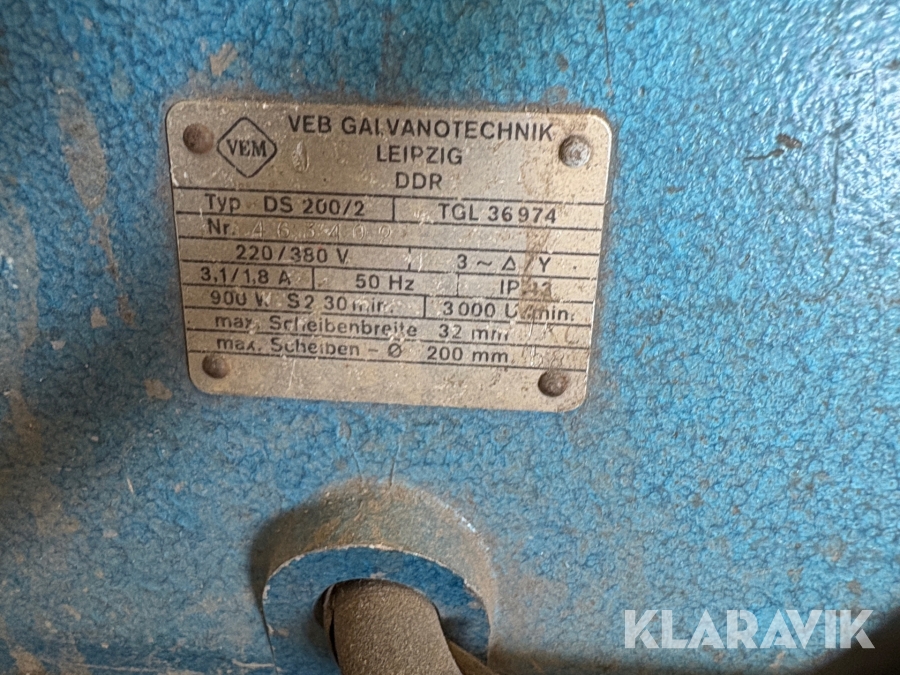 VEM
VEB GALVANOTECHNIK
LEIPZIG
DDR
Typ DS 200/2 TGL 36974
Nr.
220/380 V 3 ~ Δ Y
3,1/1,8 A 50 Hz IP
900 W S2 30 min. 3000 U/min.
max. Scheibenbreite 32 mm
max. Scheiben - Ø 200 mm
KLARAVIK